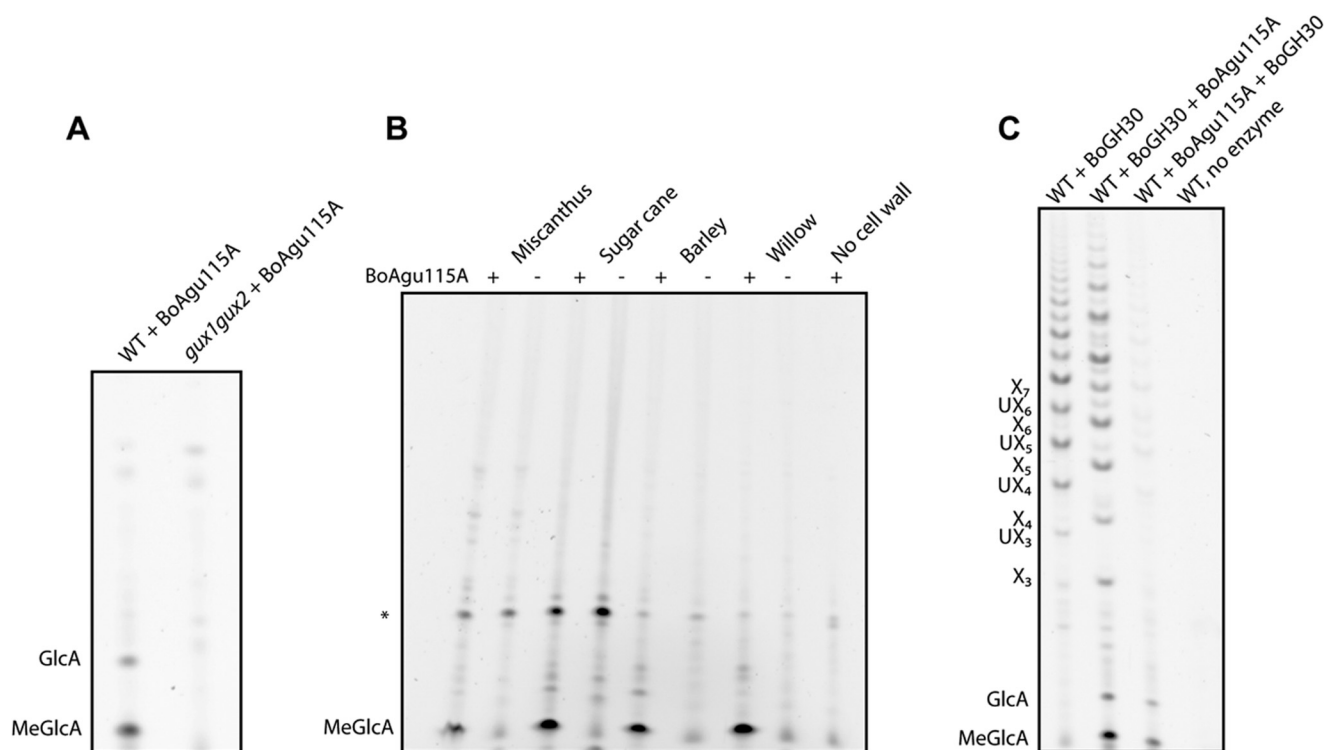 A
WT + BoAgu115A
gux1gux2 + BoAgu115A
GlcA
MeGlcA
B
Miscanthus
Sugar cane
Barley
Willow
No cell wall
BoAgu115A + - + - + - + - +
*
MeGlcA
C
WT + BoGH30
WT + BoGH30 + BoAgu115A
WT + BoAgu115A + BoGH30
WT, no enzyme
X₇
UX₆
X₆
UX₅
X₅
UX₄
X₄
UX₃
X₃
GlcA
MeGlcA